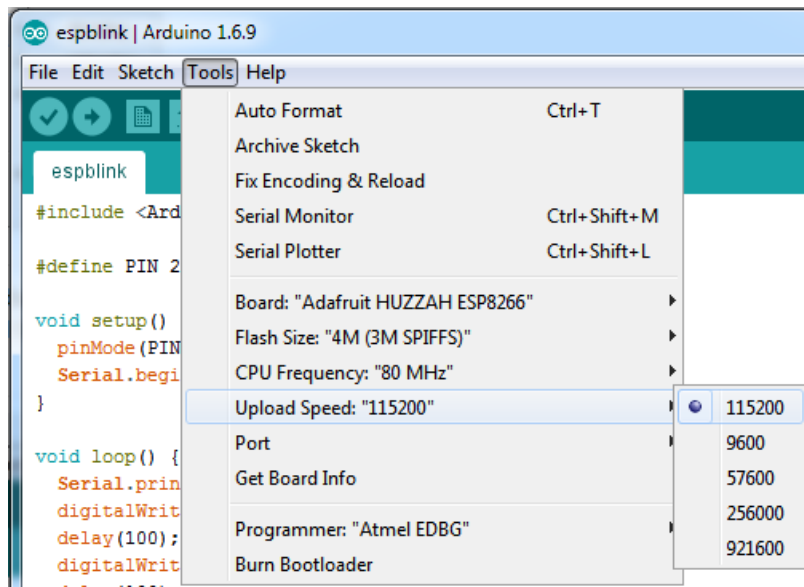 espblink | Arduino 1.6.9
File Edit Sketch Tools Help
espblink
#include <Ard
#define PIN 2
void setup()
pinMode(PIN
Serial.begi
}
void loop() {
Serial.prin
digitalWrit
delay(100);
digitalWrit
Auto Format Ctrl+T
Archive Sketch
Fix Encoding & Reload
Serial Monitor Ctrl+Shift+M
Serial Plotter Ctrl+Shift+L
Board: "Adafruit HUZZAH ESP8266"
Flash Size: "4M (3M SPIFFS)"
CPU Frequency: "80 MHz"
Upload Speed: "115200"
Port
Get Board Info
Programmer: "Atmel EDBG"
Burn Bootloader
115200
9600
57600
256000
921600